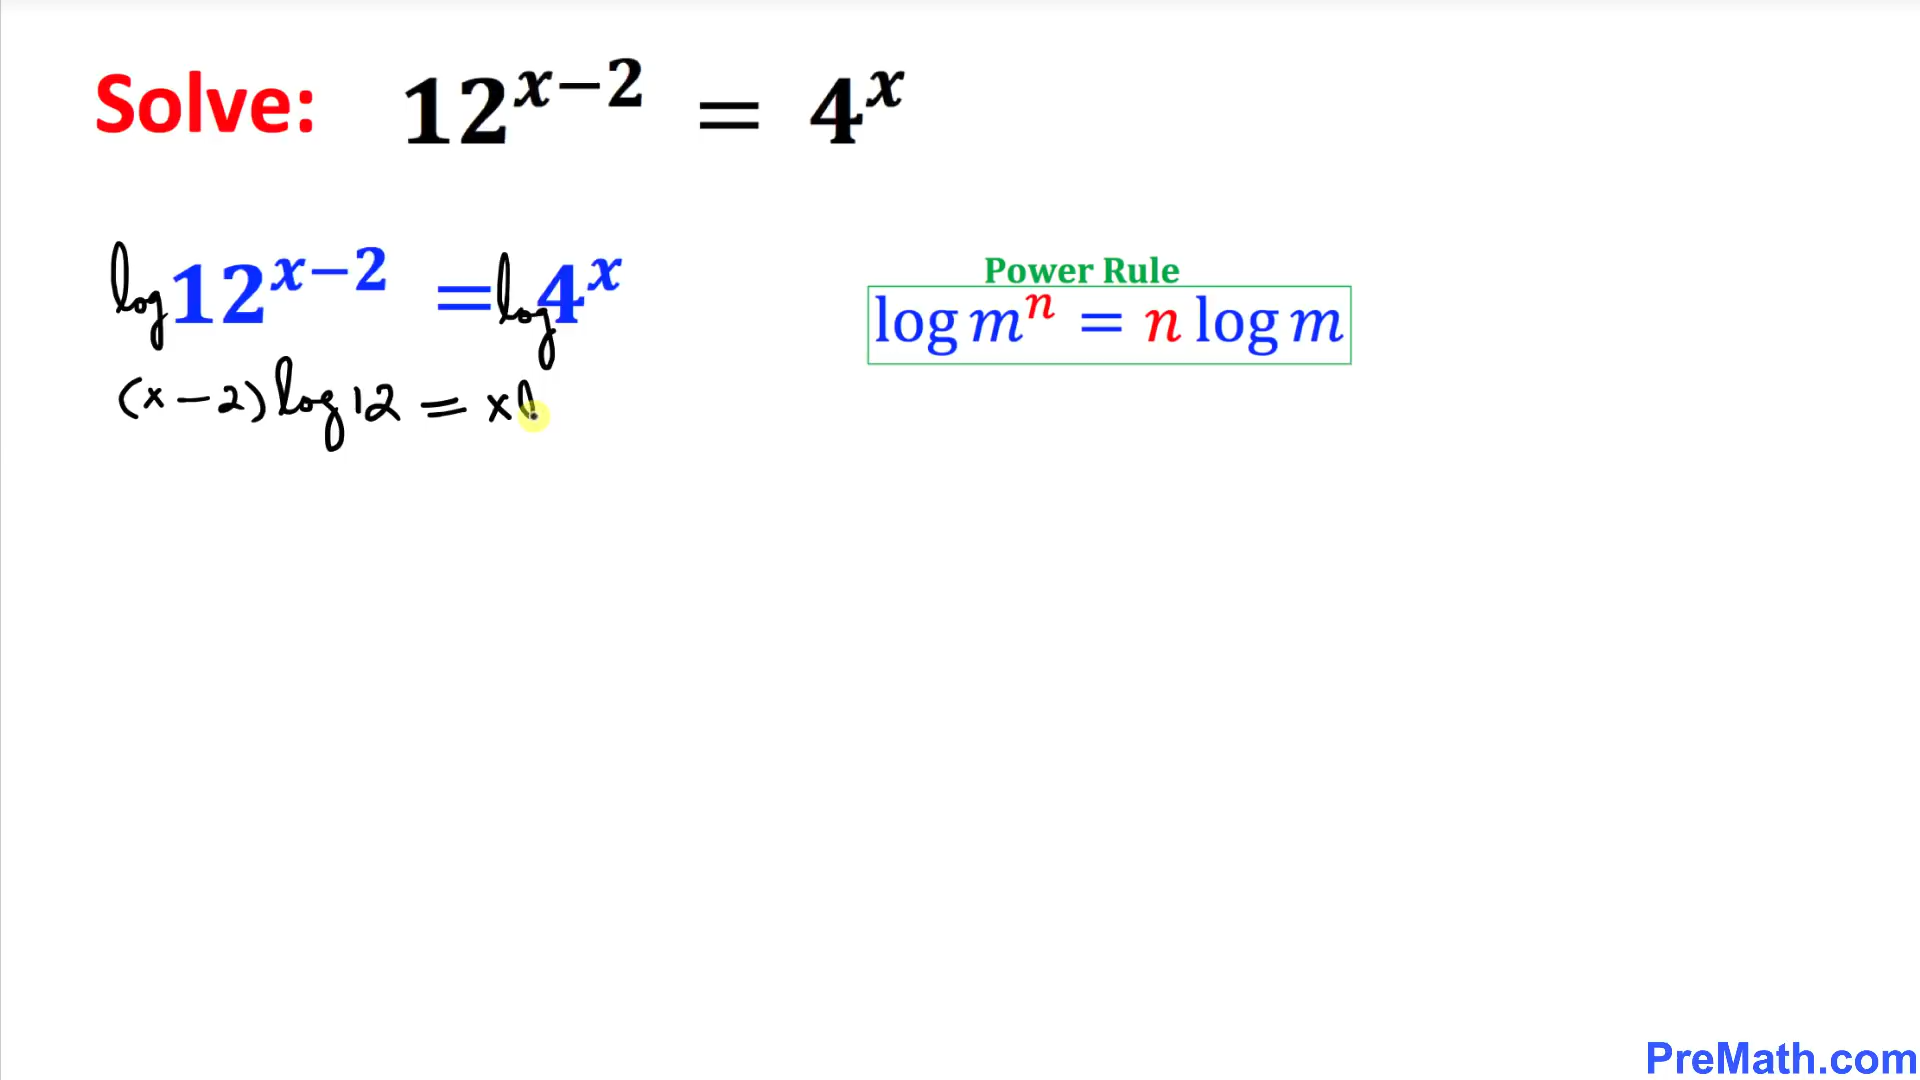 Solve: 12^{x-2} = 4^x
log 12^{x-2} = log 4^x
Power Rule
log m^n = n log m
(x-2) log 12 = x
PreMath.com